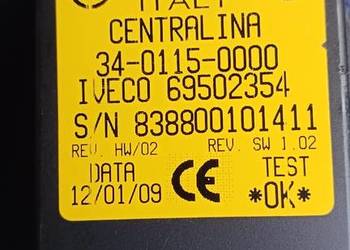 ITALY
CENTRALINA
34-0115-0000
IVECO 69502354
S/N 838800101411
REV. HW/02 REV. SW 1.02
DATA TEST
12/01/09 CE *OK*